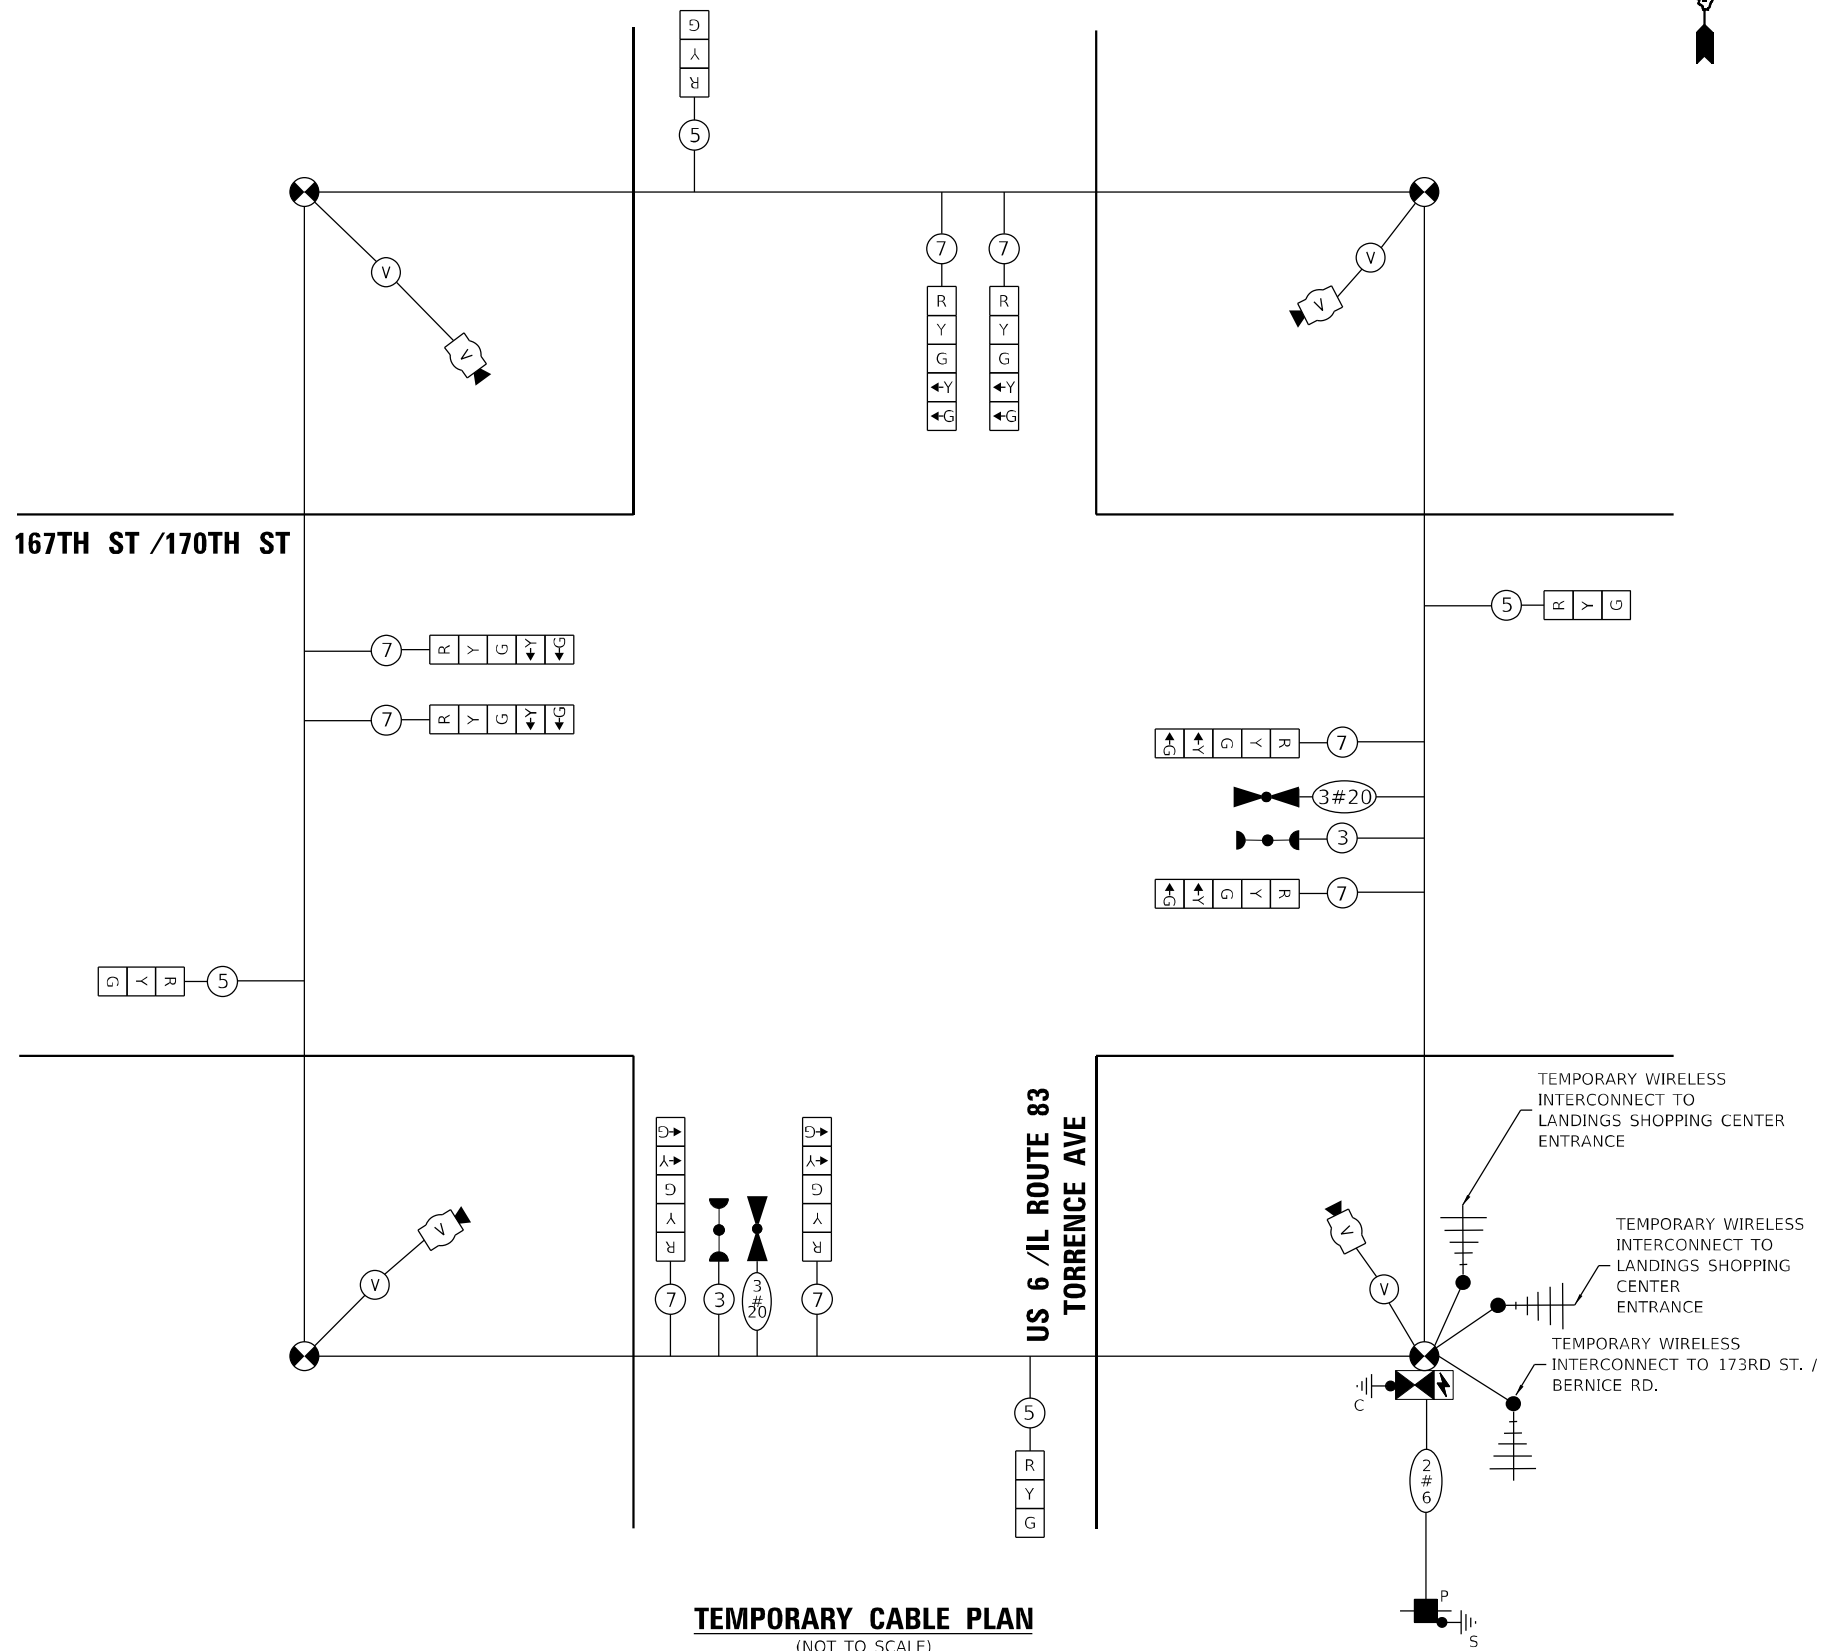 G
Y
R
5
7
7
R
Y
G
Y
G
R
Y
G
Y
G
V
V
V
V
167TH ST /170TH ST
5
R Y G
7
R Y G Y G
7
R Y G Y G
G Y G Y R
7
3#20
3
G Y G Y R
7
G Y R
5
G
Y
G
Y
R
7
3
3
#
20
G
Y
G
Y
R
7
US 6 /IL ROUTE 83
TORRENCE AVE
V
V
V
V
TEMPORARY WIRELESS
INTERCONNECT TO
LANDINGS SHOPPING CENTER
ENTRANCE
TEMPORARY WIRELESS
INTERCONNECT TO
LANDINGS SHOPPING
CENTER
ENTRANCE
TEMPORARY WIRELESS
INTERCONNECT TO 173RD ST. /
BERNICE RD.
C
5
R
Y
G
2
#
6
P
S
TEMPORARY CABLE PLAN
(NOT TO SCALE)